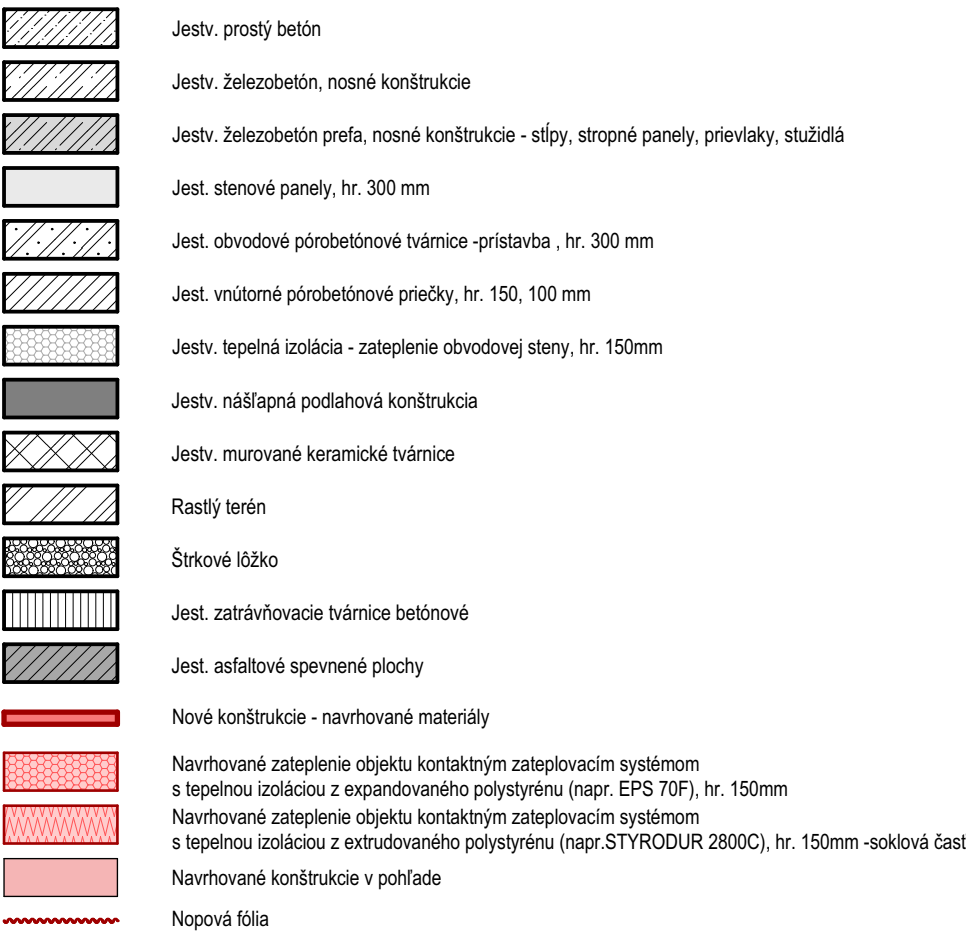 Jestv. prostý betón
Jestv. železobetón, nosné konštrukcie
Jestv. železobetón prefa, nosné konštrukcie - stĺpy, stropné panely, prievlaky, stužidlá
Jest. stenové panely, hr. 300 mm
Jest. obvodové pórobetónové tvárnice -prístavba , hr. 300 mm
Jest. vnútorné pórobetónové priečky, hr. 150, 100 mm
Jestv. tepelná izolácia - zateplenie obvodovej steny, hr. 150mm
Jestv. nášľapná podlahová konštrukcia
Jestv. murované keramické tvárnice
Rastlý terén
Štrkové lôžko
Jest. zatrávňovacie tvárnice betónové
Jest. asfaltové spevnené plochy
Nové konštrukcie - navrhované materiály
Navrhované zateplenie objektu kontaktným zateplovacím systémom
s tepelnou izoláciou z expandovaného polystyrénu (napr. EPS 70F), hr. 150mm
Navrhované zateplenie objektu kontaktným zateplovacím systémom
s tepelnou izoláciou z extrudovaného polystyrénu (napr.STYRODUR 2800C), hr. 150mm -soklová časť
Navrhované konštrukcie v pohľade
Nopová fólia